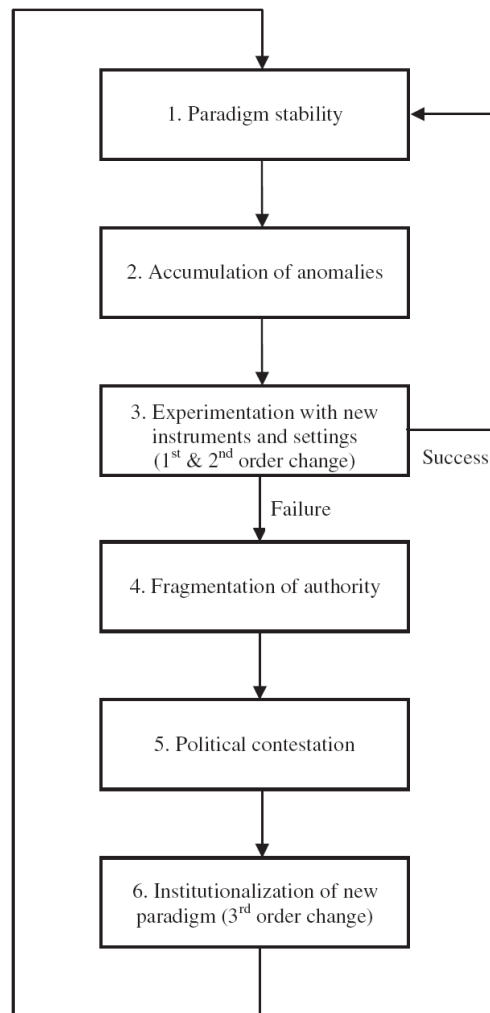 1. Paradigm stability
2. Accumulation of anomalies
3. Experimentation with new
instruments and settings
(1st & 2nd order change)
Success
Failure
4. Fragmentation of authority
5. Political contestation
6. Institutionalization of new
paradigm (3rd order change)